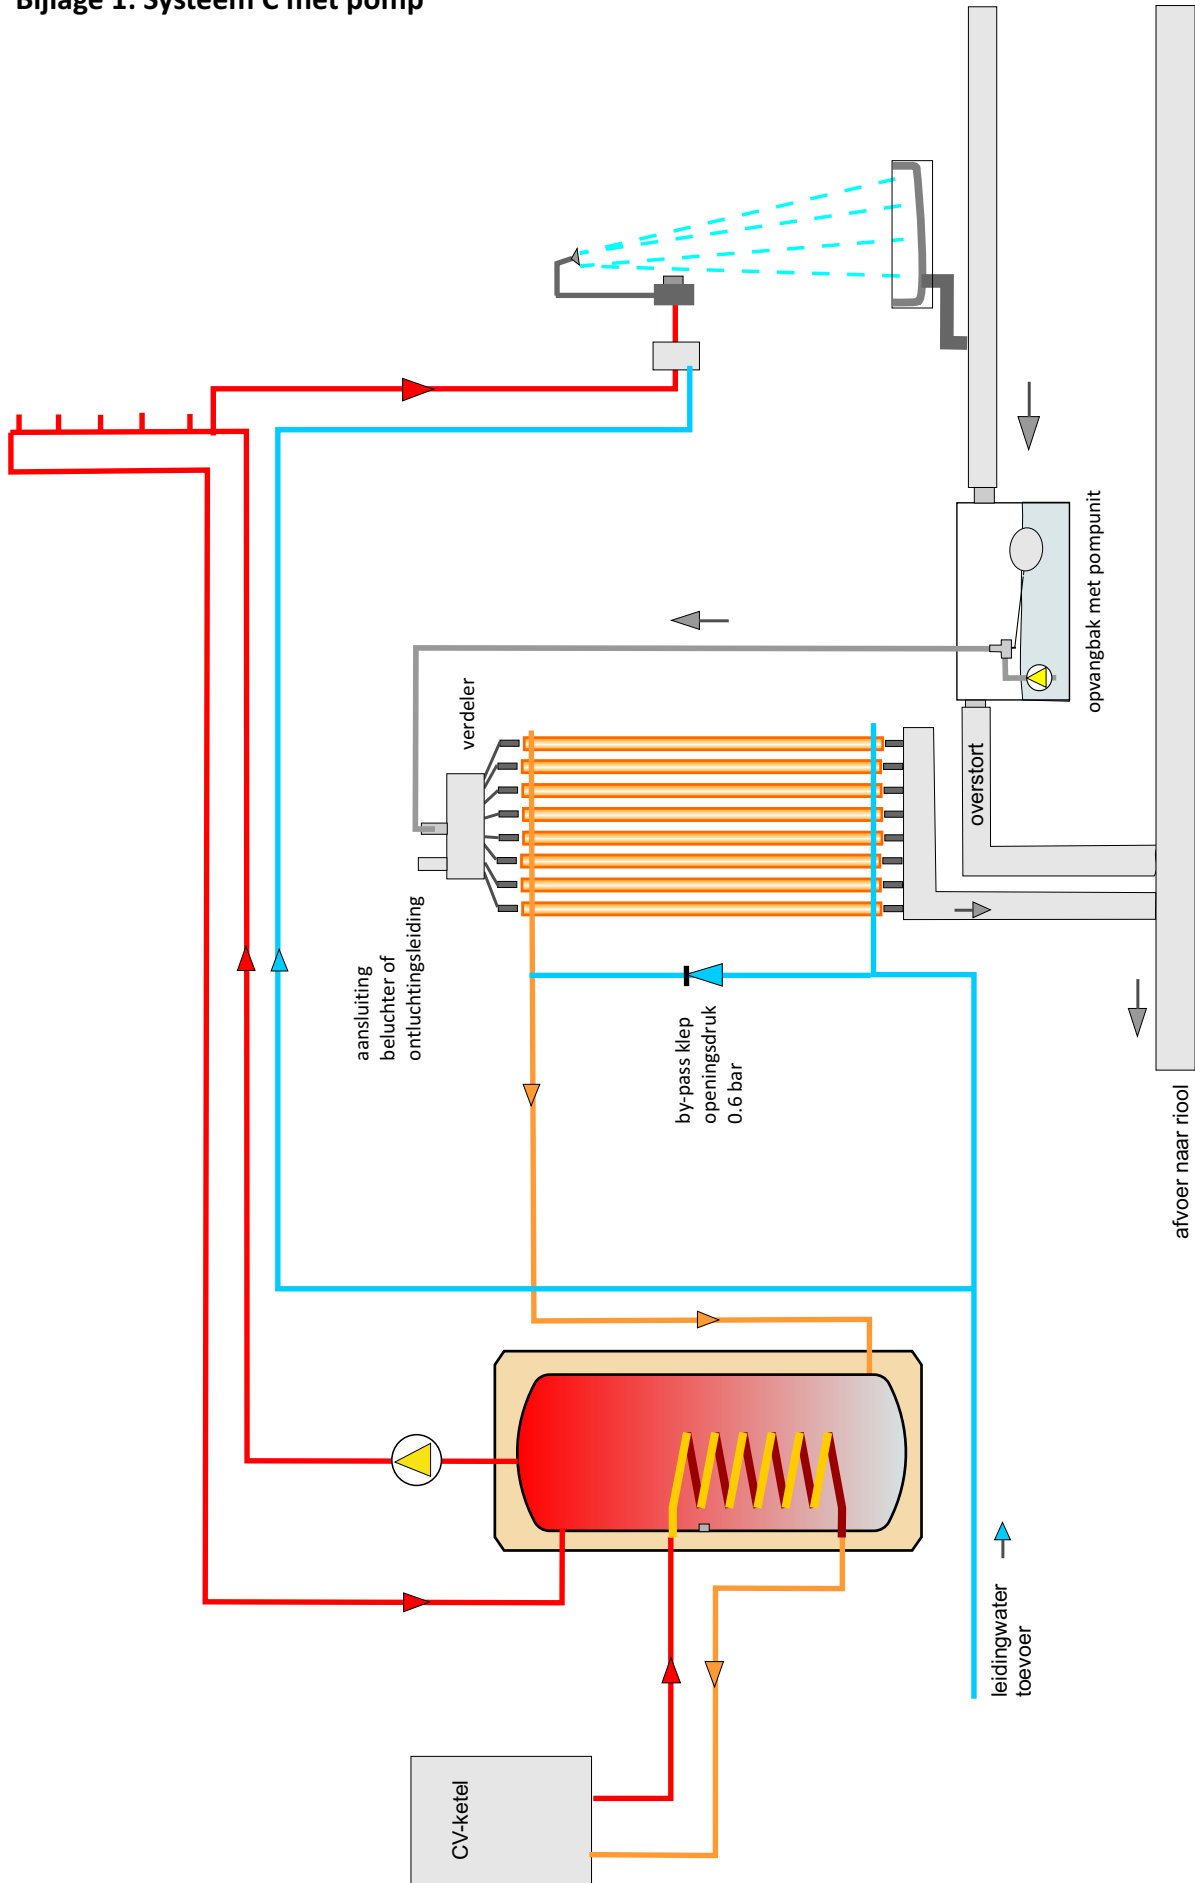 Bijlage 1: Systeem C met pomp
CV-ketel
leidingwater
toevoer
aansluiting
beluchter of
ontluchtingsleiding
verdeler
by-pass klep
openingsdruk
0.6 bar
overstort
opvangbak met pompunit
afvoer naar riool